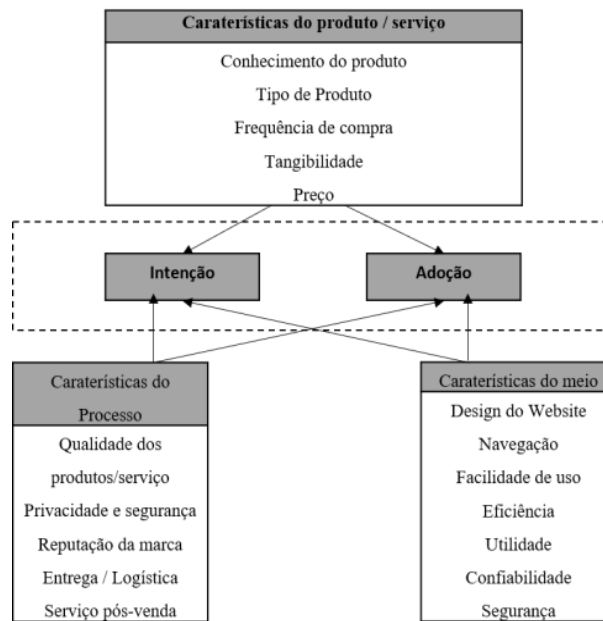 Caraterísticas do produto / serviço
Conhecimento do produto
Tipo de Produto
Frequência de compra
Tangibilidade
Preço
Intenção
Adoção
Caraterísticas do
Processo
Qualidade dos
produtos/serviço
Privacidade e segurança
Reputação da marca
Entrega / Logística
Serviço pós-venda
Caraterísticas do meio
Design do Website
Navegação
Facilidade de uso
Eficiência
Utilidade
Confiabilidade
Segurança